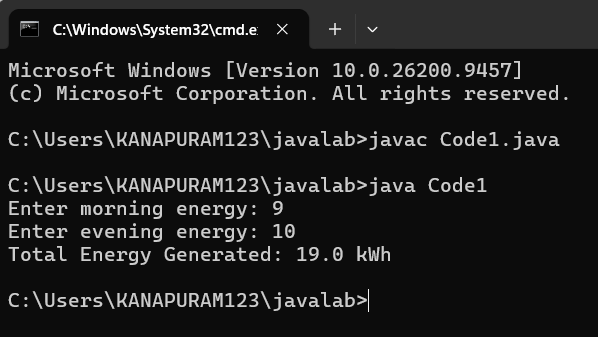 C:\Windows\System32\cmd.e
Microsoft Windows [Version 10.0.26200.9457]
(c) Microsoft Corporation. All rights reserved.
C:\Users\KANAPURAM123\javalab>javac Code1.java
C:\Users\KANAPURAM123\javalab>java Code1
Enter morning energy: 9
Enter evening energy: 10
Total Energy Generated: 19.0 kWh
C:\Users\KANAPURAM123\javalab>